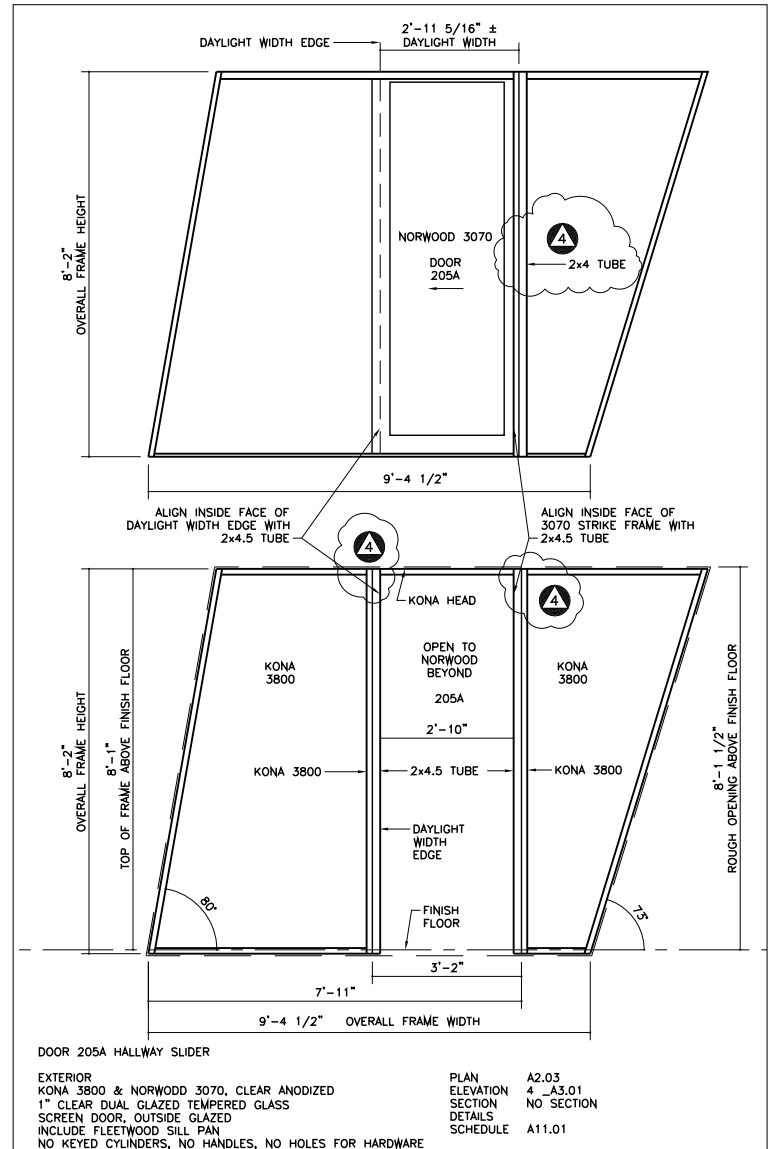 2'-11 5/16" ±
DAYLIGHT WIDTH EDGE
DAYLIGHT WIDTH
8'-2"
OVERALL FRAME HEIGHT
NORWOOD 3070
DOOR
205A
4
2x4 TUBE
9'-4 1/2"
ALIGN INSIDE FACE OF
DAYLIGHT WIDTH EDGE WITH
2x4.5 TUBE
ALIGN INSIDE FACE OF
3070 STRIKE FRAME WITH
2x4.5 TUBE
4
4
KONA HEAD
8'-2"
OVERALL FRAME HEIGHT
8'-1"
TOP OF FRAME ABOVE FINISH FLOOR
KONA
3800
OPEN TO
NORWOOD
BEYOND
205A
KONA
3800
2'-10"
KONA 3800
2x4.5 TUBE
KONA 3800
8'-1 1/2"
ROUGH OPENING ABOVE FINISH FLOOR
DAYLIGHT
WIDTH
EDGE
80°
FINISH
FLOOR
73°
3'-2"
7'-11"
9'-4 1/2" OVERALL FRAME WIDTH
DOOR 205A HALLWAY SLIDER
EXTERIOR
KONA 3800 & NORWODD 3070, CLEAR ANODIZED
1" CLEAR DUAL GLAZED TEMPERED GLASS
SCREEN DOOR, OUTSIDE GLAZED
INCLUDE FLEETWOOD SILL PAN
NO KEYED CYLINDERS, NO HANDLES, NO HOLES FOR HARDWARE
PLAN A2.03
ELEVATION 4 _A3.01
SECTION NO SECTION
DETAILS
SCHEDULE A11.01